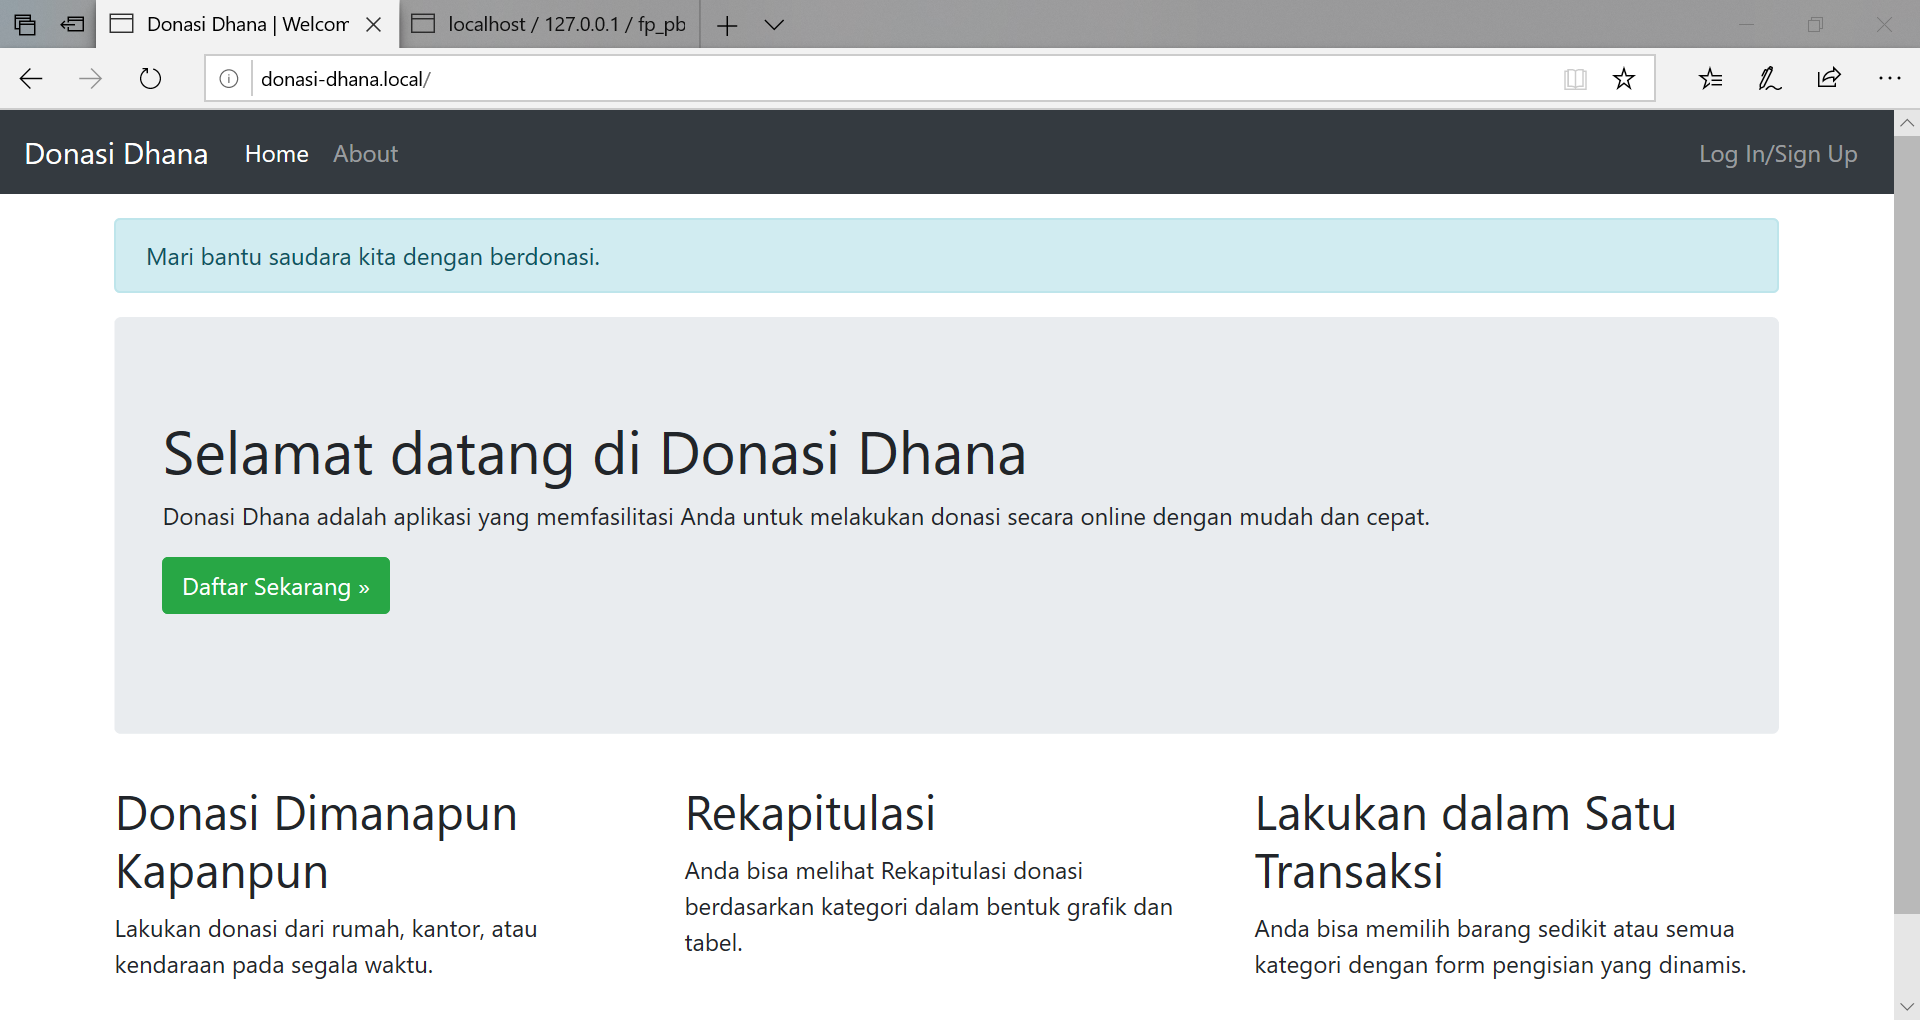 Donasi Dhana | Welcom
localhost / 127.0.0.1 / fp_pb
donasi-dhana.local/
Donasi Dhana Home About Log In/Sign Up
Mari bantu saudara kita dengan berdonasi.
Selamat datang di Donasi Dhana
Donasi Dhana adalah aplikasi yang memfasilitasi Anda untuk melakukan donasi secara online dengan mudah dan cepat.
Daftar Sekarang »
Donasi Dimanapun
Kapanpun
Lakukan donasi dari rumah, kantor, atau
kendaraan pada segala waktu.
Rekapitulasi
Anda bisa melihat Rekapitulasi donasi
berdasarkan kategori dalam bentuk grafik dan
tabel.
Lakukan dalam Satu
Transaksi
Anda bisa memilih barang sedikit atau semua
kategori dengan form pengisian yang dinamis.